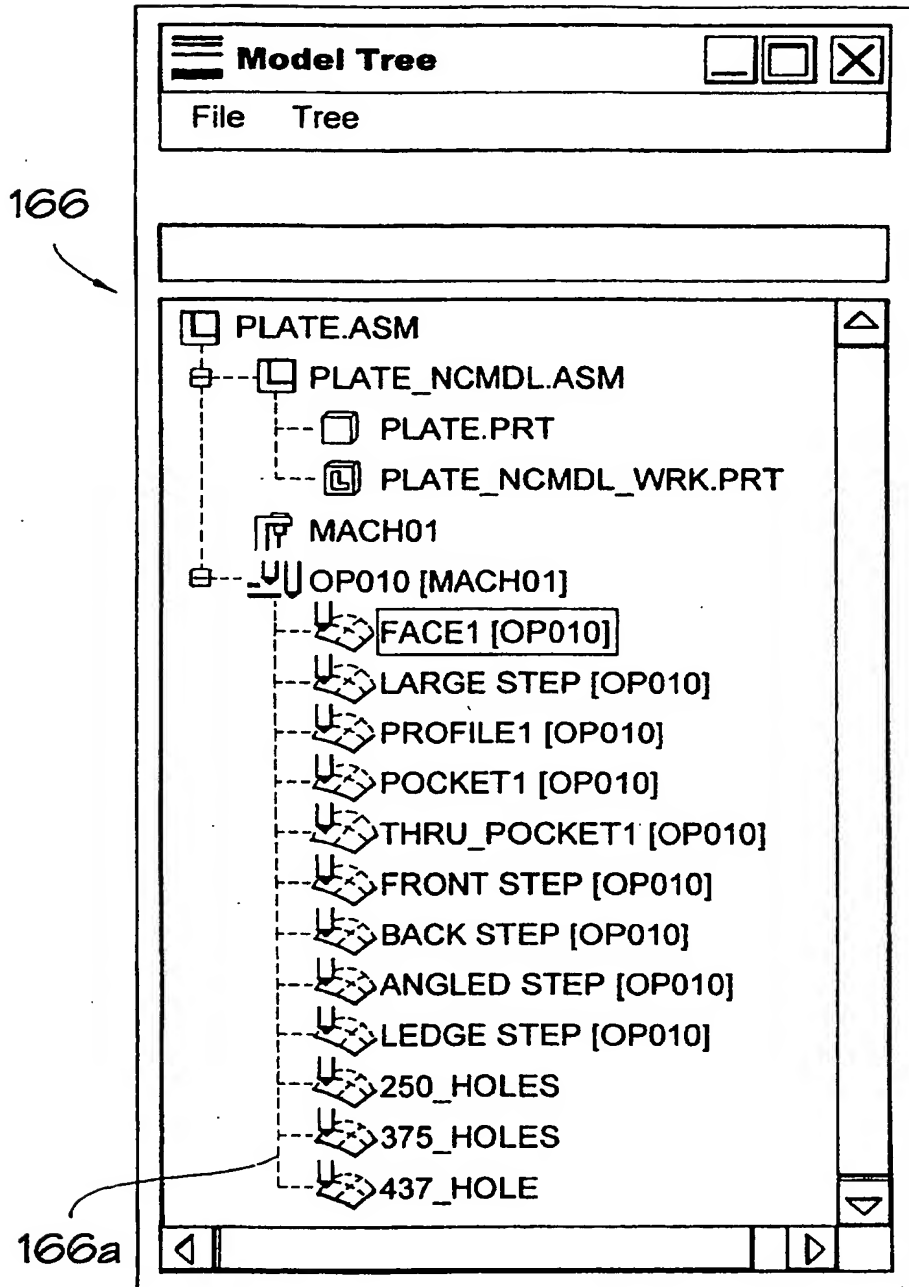 Model Tree
File Tree
166
PLATE.ASM
PLATE_NCMDL.ASM
PLATE.PRT
PLATE_NCMDL_WRK.PRT
MACH01
OP010 [MACH01]
FACE1 [OP010]
LARGE STEP [OP010]
PROFILE1 [OP010]
POCKET1 [OP010]
THRU_POCKET1 [OP010]
FRONT STEP [OP010]
BACK STEP [OP010]
ANGLED STEP [OP010]
LEDGE STEP [OP010]
250_HOLES
375_HOLES
437_HOLE
166a